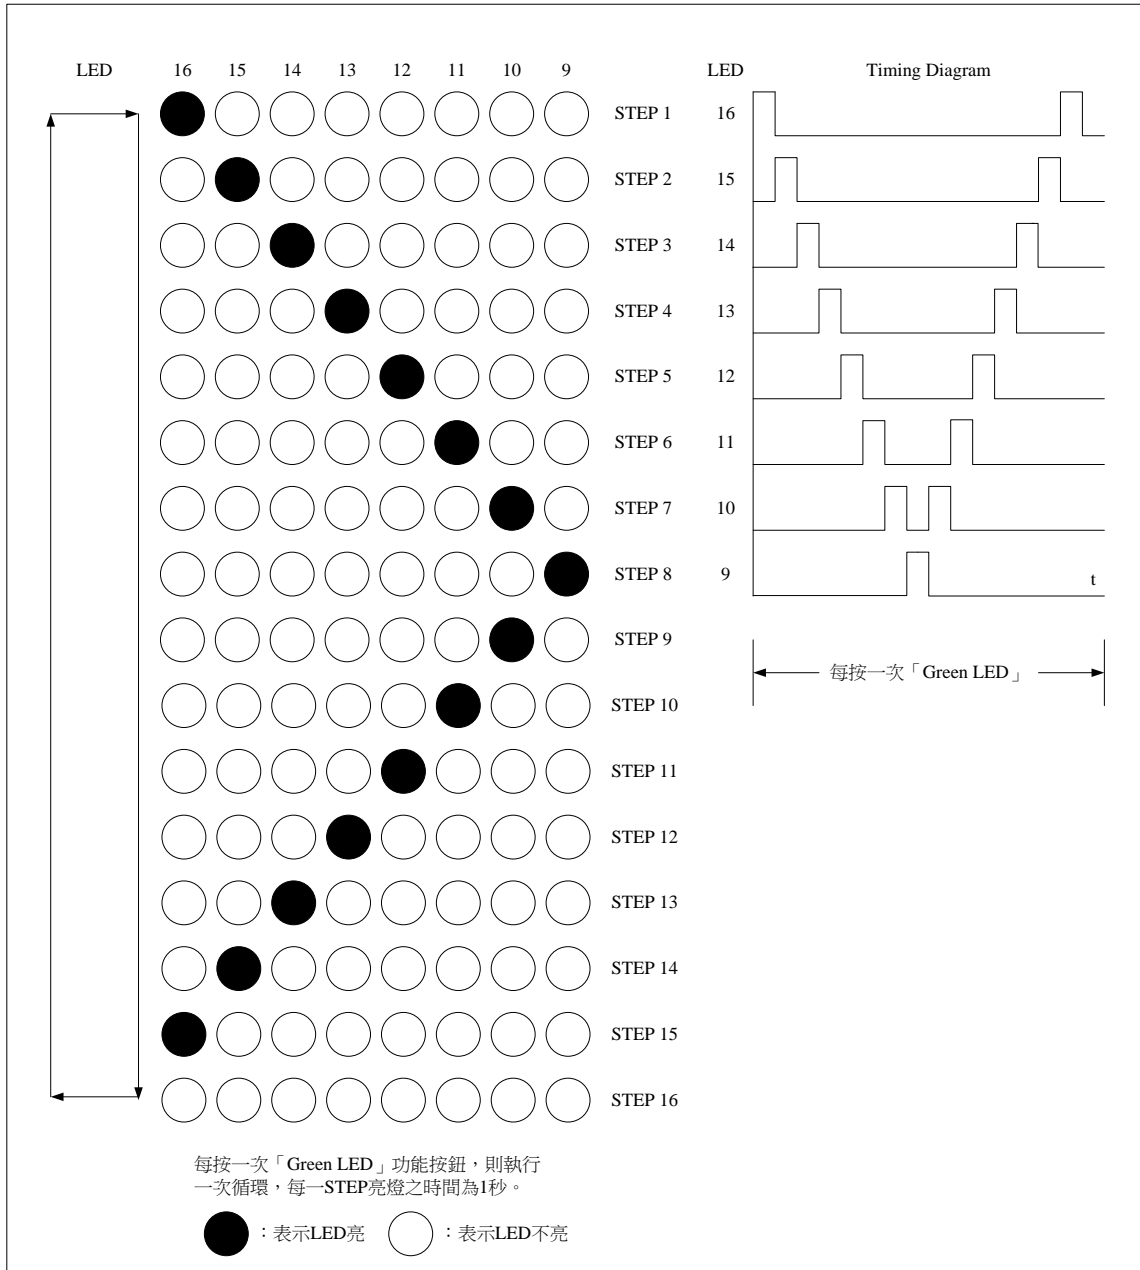 LED 16 15 14 13 12 11 10 9
STEP 1
STEP 2
STEP 3
STEP 4
STEP 5
STEP 6
STEP 7
STEP 8
STEP 9
STEP 10
STEP 11
STEP 12
STEP 13
STEP 14
STEP 15
STEP 16
LED Timing Diagram
16
15
14
13
12
11
10
9
t
每按一次「Green LED」
每按一次「Green LED」功能按鈕，則執行
一次循環，每一STEP亮燈之時間為1秒。
：表示LED亮 ：表示LED不亮